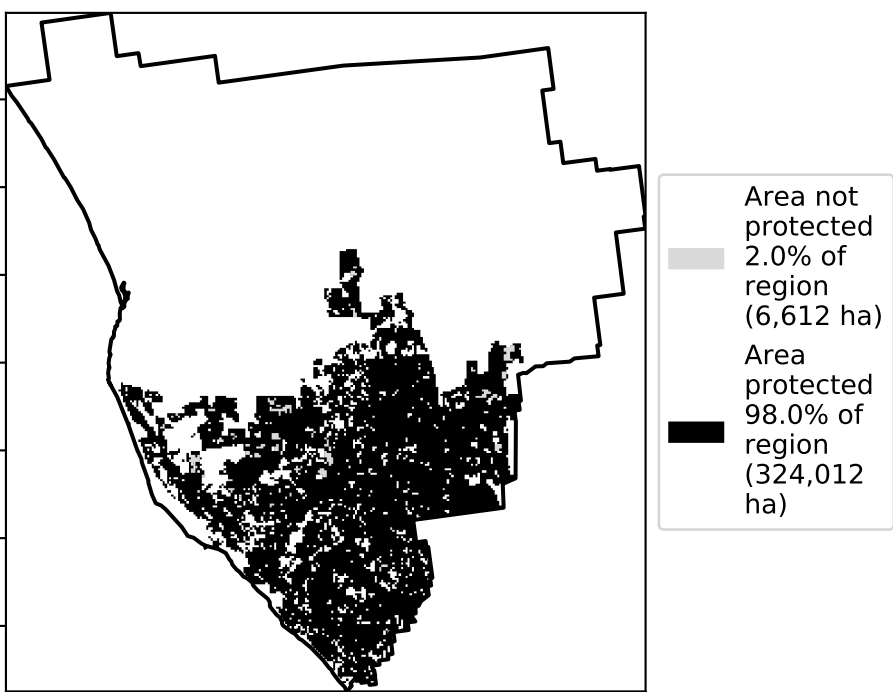 Area not
protected
2.0% of
region
(6,612 ha)
Area
protected
98.0% of
region
(324,012
ha)